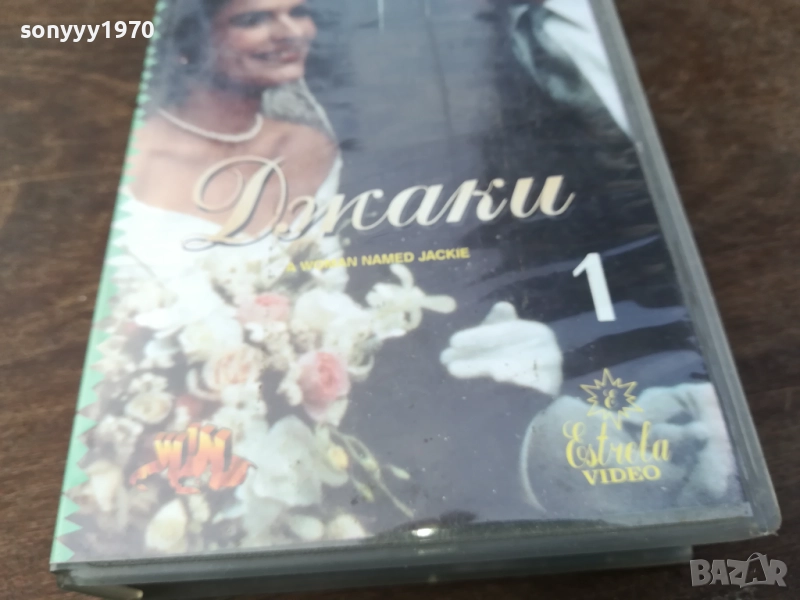 sonyyy1970
Джаки
A WOMAN NAMED JACKIE
1
E
Estrela
VIDEO
BAZAR